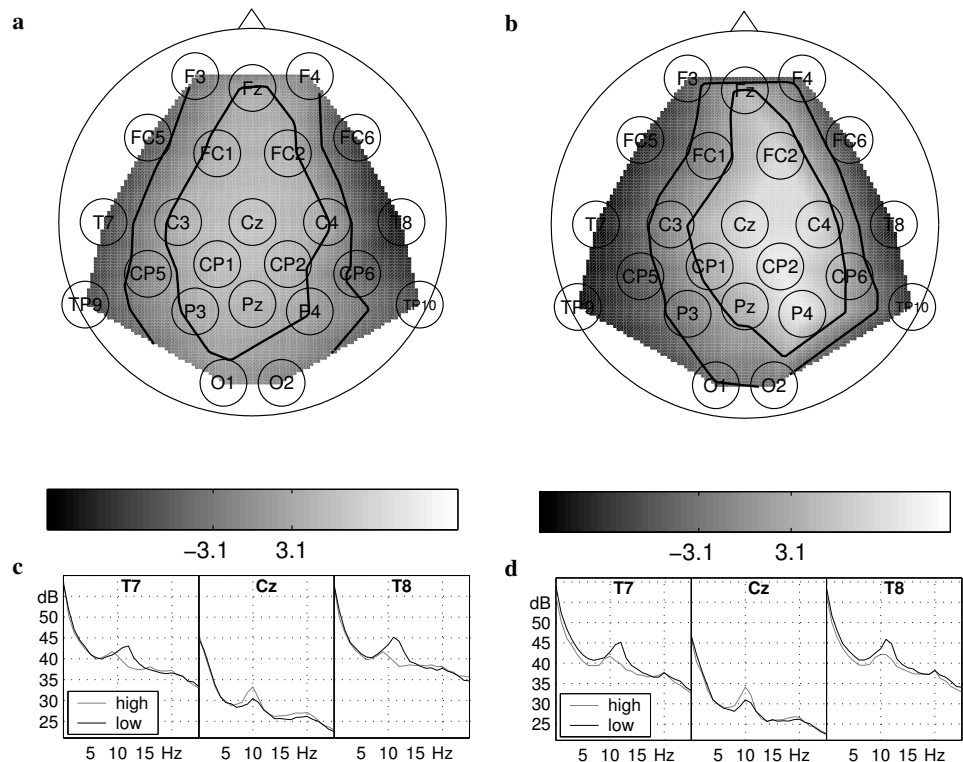 a
b
F3 Fz F4
FC5 FC1 FC2 FC6
T7 C3 Cz C4 T8
CP5 CP1 CP2 CP6
TP9 P3 Pz P4 TP10
O1 O2
F3 Fz F4
FC5 FC1 FC2 FC6
T7 C3 Cz C4 T8
CP5 CP1 CP2 CP6
TP9 P3 Pz P4 TP10
O1 O2
−3.1 3.1
−3.1 3.1
c
T7 Cz T8
dB
50
45
40
35
30
25
high
low
5 10 15 Hz 5 10 15 Hz 5 10 15 Hz
d
T7 Cz T8
dB
50
45
40
35
30
25
high
low
5 10 15 Hz 5 10 15 Hz 5 10 15 Hz